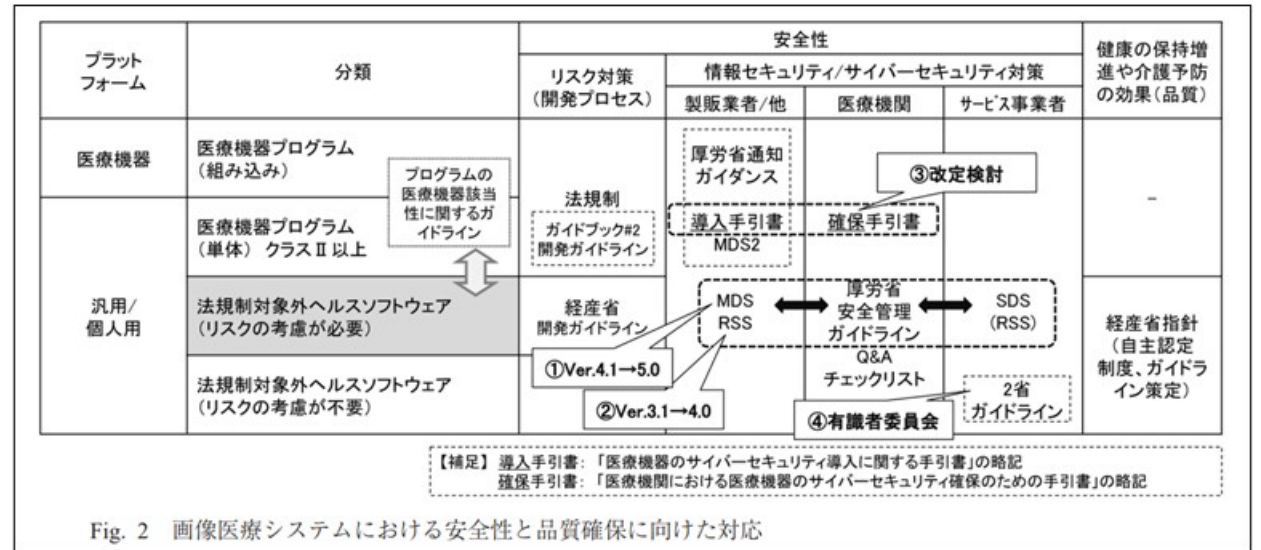 プラット
フォーム
分類
安全性
リスク対策
(開発プロセス)
情報セキュリティ/サイバーセキュリティ対策
製販業者/他
医療機関
サービス事業者
健康の保持増
進や介護予防
の効果(品質)
医療機器
医療機器プログラム
(組み込み)
プログラムの
医療機器該当
性に関するガ
イドライン
医療機器プログラム
(単体) クラスⅡ以上
法規制
ガイドブック#2
開発ガイドライン
厚労省通知
ガイダンス
③改定検討
導入手引書
MDS2
確保手引書
－
汎用/
個人用
法規制対象外ヘルスソフトウェア
(リスクの考慮が必要)
経産省
開発ガイドライン
MDS
RSS
厚労省
安全管理
ガイドライン
Q&A
チェックリスト
SDS
(RSS)
経産省指針
(自主認定
制度、ガイドラ
イン策定)
①Ver.4.1→5.0
②Ver.3.1→4.0
法規制対象外ヘルスソフトウェア
(リスクの考慮が不要)
④有識者委員会
2省
ガイドライン
【補足】 導入手引書: 「医療機器のサイバーセキュリティ導入に関する手引書」の略記
確保手引書: 「医療機関における医療機器のサイバーセキュリティ確保のための手引書」の略記
Fig. 2 画像医療システムにおける安全性と品質確保に向けた対応